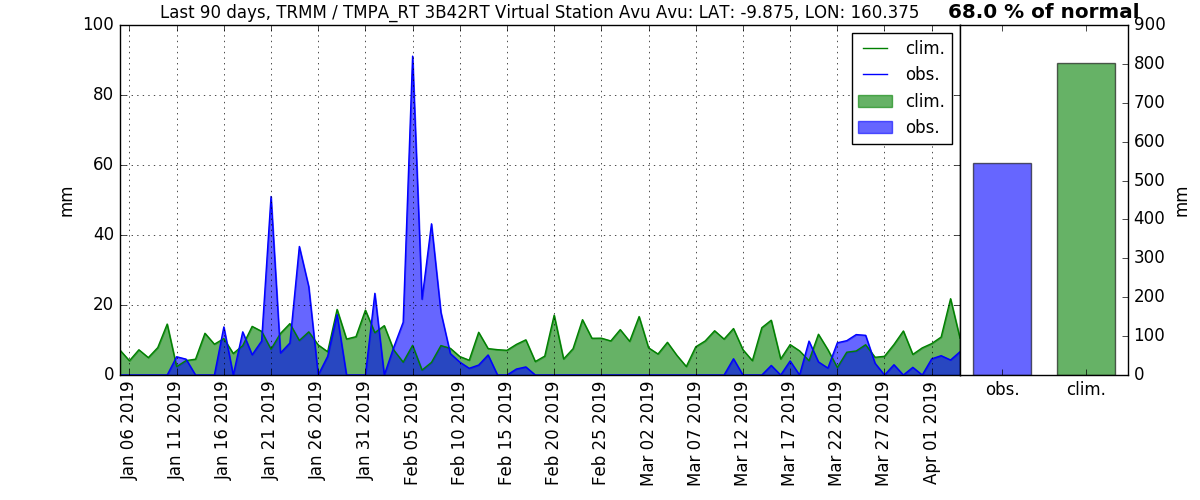 Last 90 days, TRMM / TMPA_RT 3B42RT Virtual Station Avu Avu: LAT: -9.875, LON: 160.375
68.0 % of normal
100
80
60
40
20
0
mm
clim.
obs.
clim.
obs.
Jan 06 2019
Jan 11 2019
Jan 16 2019
Jan 21 2019
Jan 26 2019
Jan 31 2019
Feb 05 2019
Feb 10 2019
Feb 15 2019
Feb 20 2019
Feb 25 2019
Mar 02 2019
Mar 07 2019
Mar 12 2019
Mar 17 2019
Mar 22 2019
Mar 27 2019
Apr 01 2019
900
800
700
600
500
400
300
200
100
0
mm
obs.
clim.